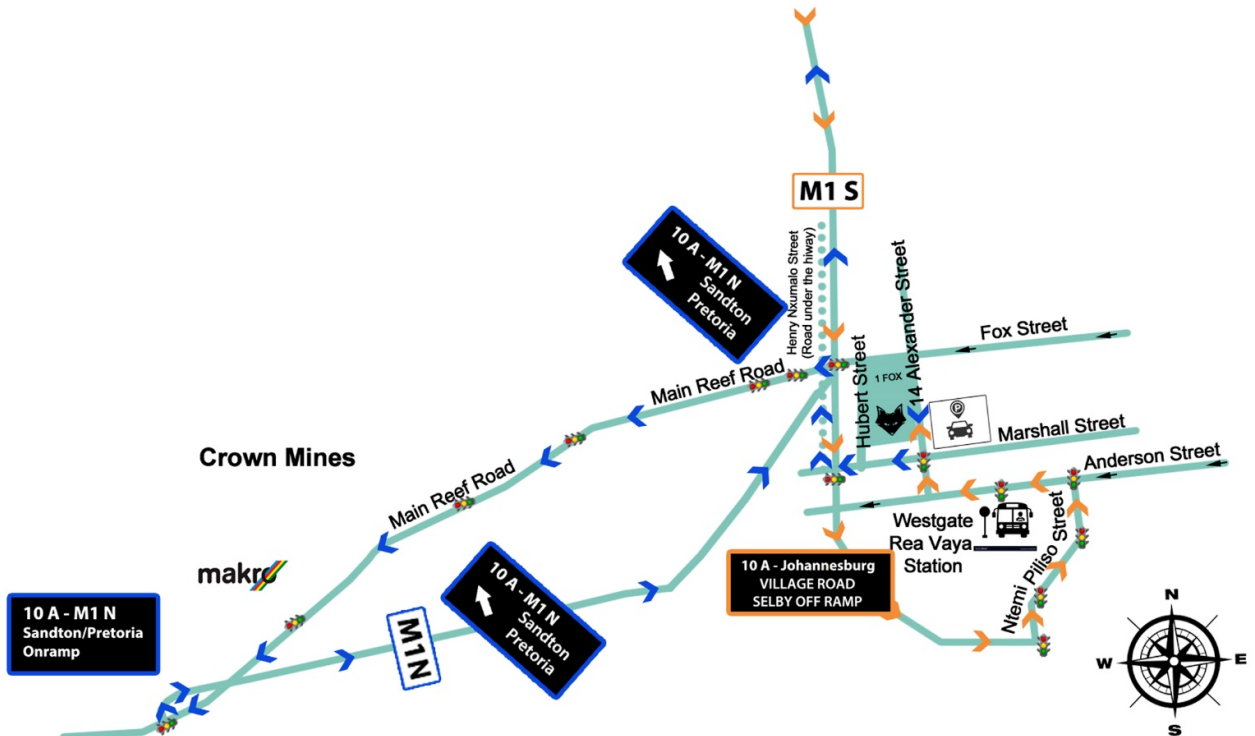 M1 S
10 A - M1 N
Sandton
Pretoria
Henry Nxumalo Street
(Road under the hiway)
14 Alexander Street
Fox Street
Hubert Street
1 FOX
P
Main Reef Road
Marshall Street
Anderson Street
Crown Mines
Main Reef Road
Westgate
Rea Vaya
Station
Ntemi Piliso Street
makro
10 A - M1 N
Sandton
Pretoria
10 A - Johannesburg
VILLAGE ROAD
SELBY OFF RAMP
10 A - M1 N
Sandton/Pretoria
Onramp
M1N
N
W
E
S